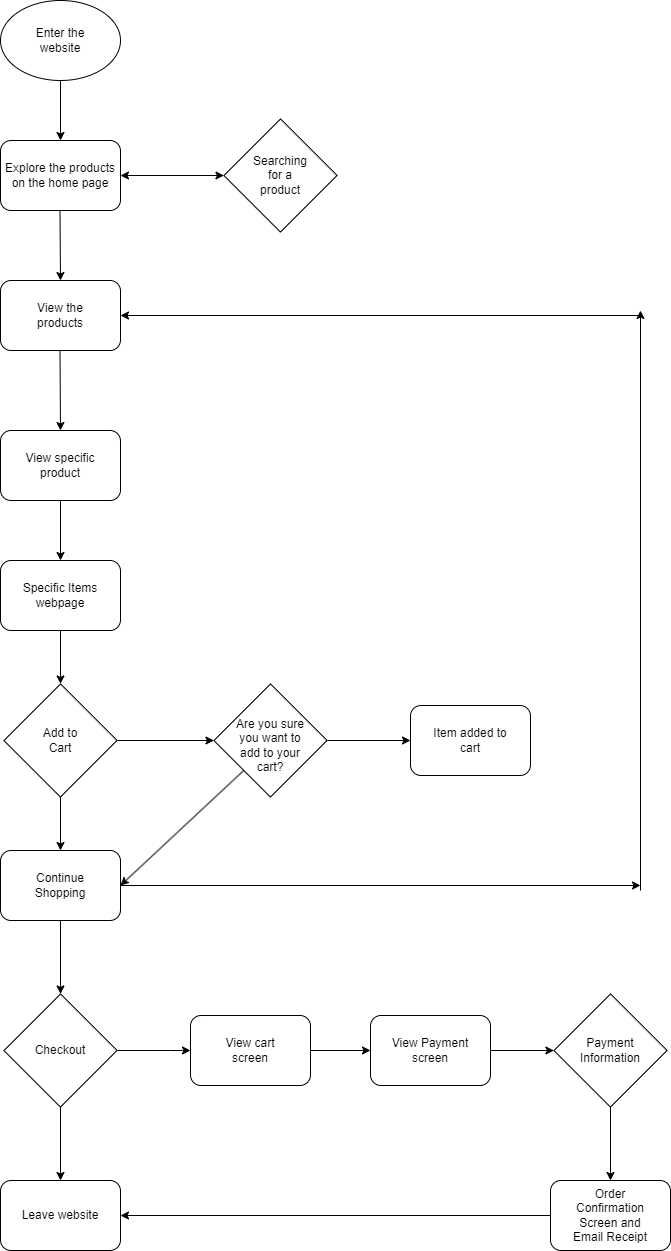 Enter the
website
Explore the products
on the home page
Searching
for a
product
View the
products
View specific
product
Specific Items
webpage
Add to
Cart
Are you sure
you want to
add to your
cart?
Item added to
cart
Continue
Shopping
Checkout
View cart
screen
View Payment
screen
Payment
Information
Leave website
Order
Confirmation
Screen and
Email Receipt